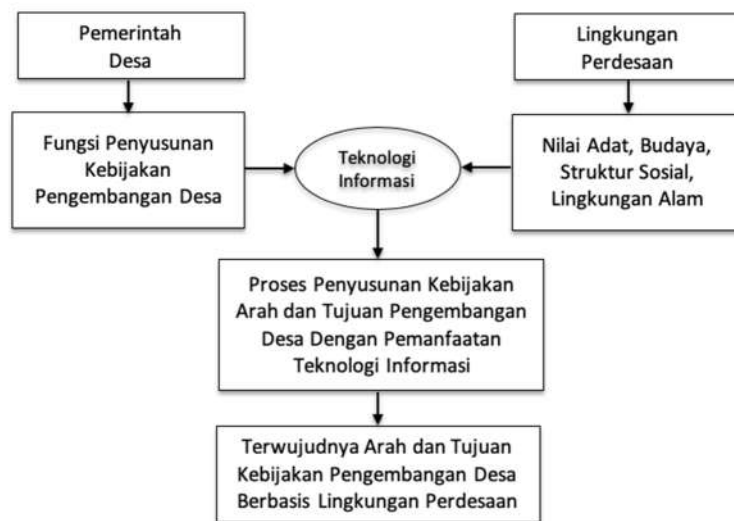 Pemerintah
Desa
Lingkungan
Perdesaan
Fungsi Penyusunan
Kebijakan
Pengembangan Desa
Teknologi
Informasi
Nilai Adat, Budaya,
Struktur Sosial,
Lingkungan Alam
Proses Penyusunan Kebijakan
Arah dan Tujuan Pengembangan
Desa Dengan Pemanfaatan
Teknologi Informasi
Terwujudnya Arah dan Tujuan
Kebijakan Pengembangan Desa
Berbasis Lingkungan Perdesaan